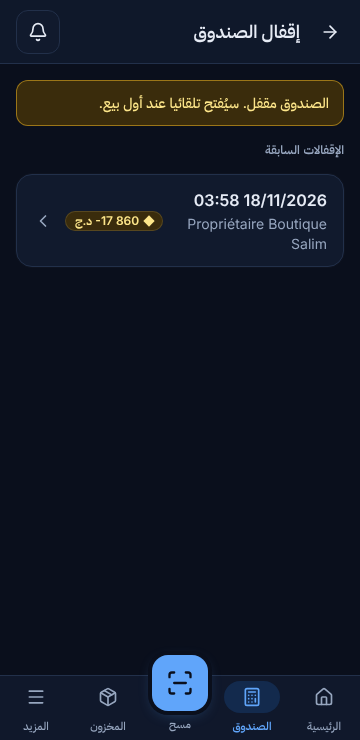 إقفال الصندوق
الصندوق مقفل. سيُفتح تلقائيا عند أول بيع.
الإقفالات السابقة
18/11/2026 03:58
Propriétaire Boutique
Salim
◆ -17 860 د.ج
الرئيسية
الصندوق
مسح
المخزون
المزيد